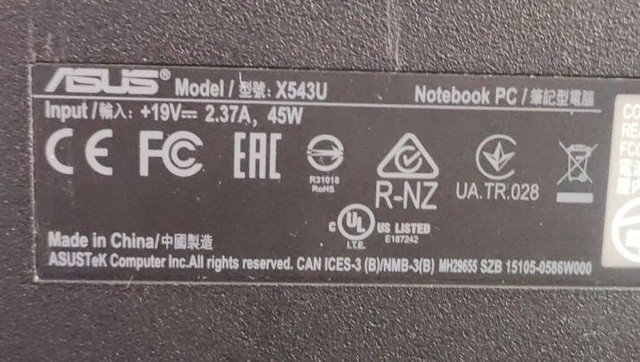 ASUS® Model / 型號: X543U Notebook PC / 筆記型電腦
Input / 輸入: +19V⎓ 2.37A, 45W
CE FC EAC
R31018
RoHS
R-NZ
UA.TR.028
C UL US LISTED
I.T.E. E187242
Made in China/中國製造
ASUSTeK Computer Inc.All rights reserved. CAN ICES-3 (B)/NMB-3(B) MH29655 SZB 15105-0586W000